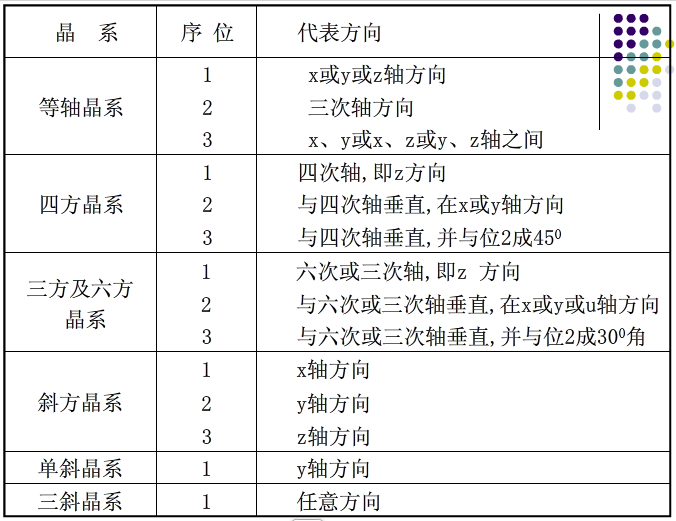 晶 系 序 位 代表方向
等轴晶系
1 x或y或z轴方向
2 三次轴方向
3 x、y或x、z或y、z轴之间
四方晶系
1 四次轴,即z方向
2 与四次轴垂直,在x或y轴方向
3 与四次轴垂直,并与位2成45⁰
三方及六方
晶系
1 六次或三次轴,即z 方向
2 与六次或三次轴垂直,在x或y或u轴方向
3 与六次或三次轴垂直,并与位2成30⁰角
斜方晶系
1 x轴方向
2 y轴方向
3 z轴方向
单斜晶系 1 y轴方向
三斜晶系 1 任意方向